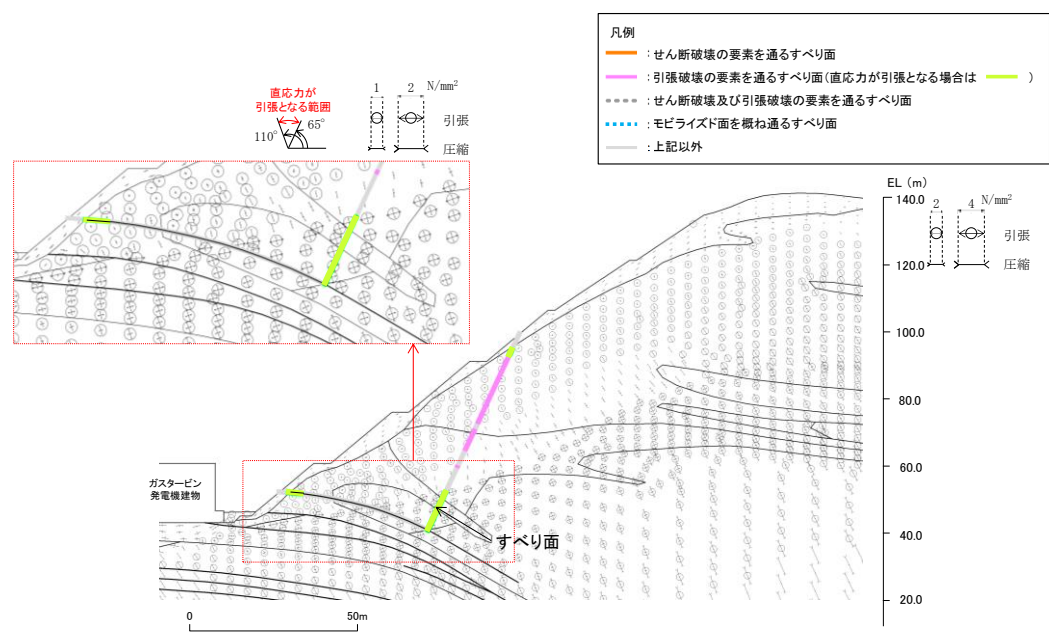 凡例
：せん断破壊の要素を通るすべり面
：引張破壊の要素を通るすべり面(直応力が引張となる場合は　）
：せん断破壊及び引張破壊の要素を通るすべり面
：モビライズド面を概ね通るすべり面
：上記以外
1 2 N/mm²
直応力が
引張となる範囲
110° 65°
引張
圧縮
EL（m）
140.0
120.0
100.0
80.0
60.0
40.0
20.0
2 4 N/mm²
引張
圧縮
ガスタービン
発電機建物
すべり面
0 50m